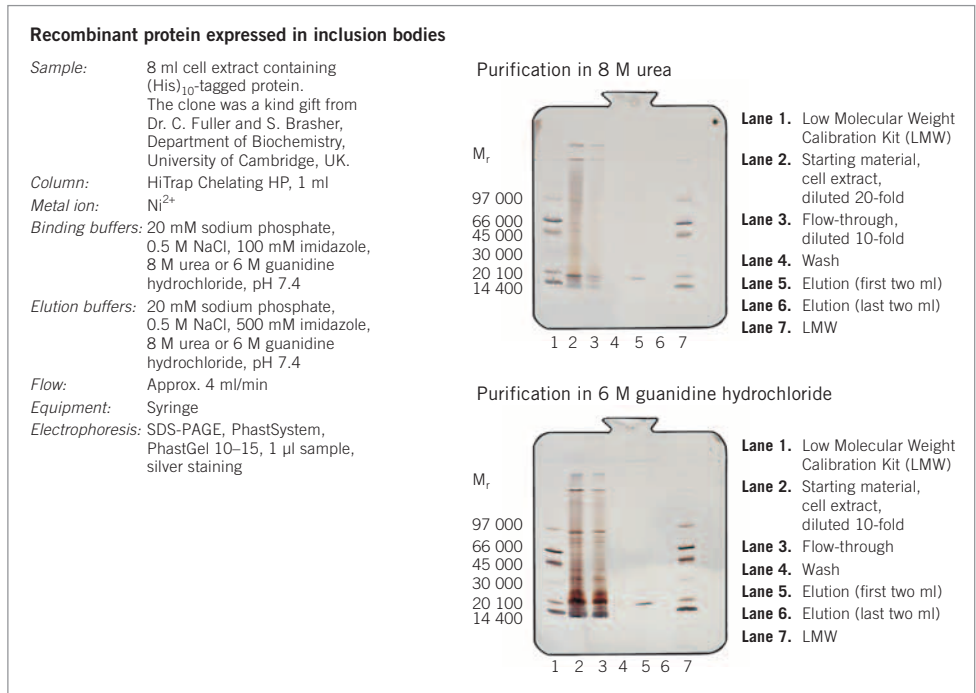 Recombinant protein expressed in inclusion bodies
Sample: 8 ml cell extract containing
(His)10-tagged protein.
The clone was a kind gift from
Dr. C. Fuller and S. Brasher,
Department of Biochemistry,
University of Cambridge, UK.
Column: HiTrap Chelating HP, 1 ml
Metal ion: Ni2+
Binding buffers: 20 mM sodium phosphate,
0.5 M NaCl, 100 mM imidazole,
8 M urea or 6 M guanidine
hydrochloride, pH 7.4
Elution buffers: 20 mM sodium phosphate,
0.5 M NaCl, 500 mM imidazole,
8 M urea or 6 M guanidine
hydrochloride, pH 7.4
Flow: Approx. 4 ml/min
Equipment: Syringe
Electrophoresis: SDS-PAGE, PhastSystem,
PhastGel 10–15, 1 µl sample,
silver staining
Purification in 8 M urea
Mr
97 000
66 000
45 000
30 000
20 100
14 400
1 2 3 4 5 6 7
Lane 1. Low Molecular Weight
Calibration Kit (LMW)
Lane 2. Starting material,
cell extract,
diluted 20-fold
Lane 3. Flow-through,
diluted 10-fold
Lane 4. Wash
Lane 5. Elution (first two ml)
Lane 6. Elution (last two ml)
Lane 7. LMW
Purification in 6 M guanidine hydrochloride
Mr
97 000
66 000
45 000
30 000
20 100
14 400
1 2 3 4 5 6 7
Lane 1. Low Molecular Weight
Calibration Kit (LMW)
Lane 2. Starting material,
cell extract,
diluted 10-fold
Lane 3. Flow-through
Lane 4. Wash
Lane 5. Elution (first two ml)
Lane 6. Elution (last two ml)
Lane 7. LMW